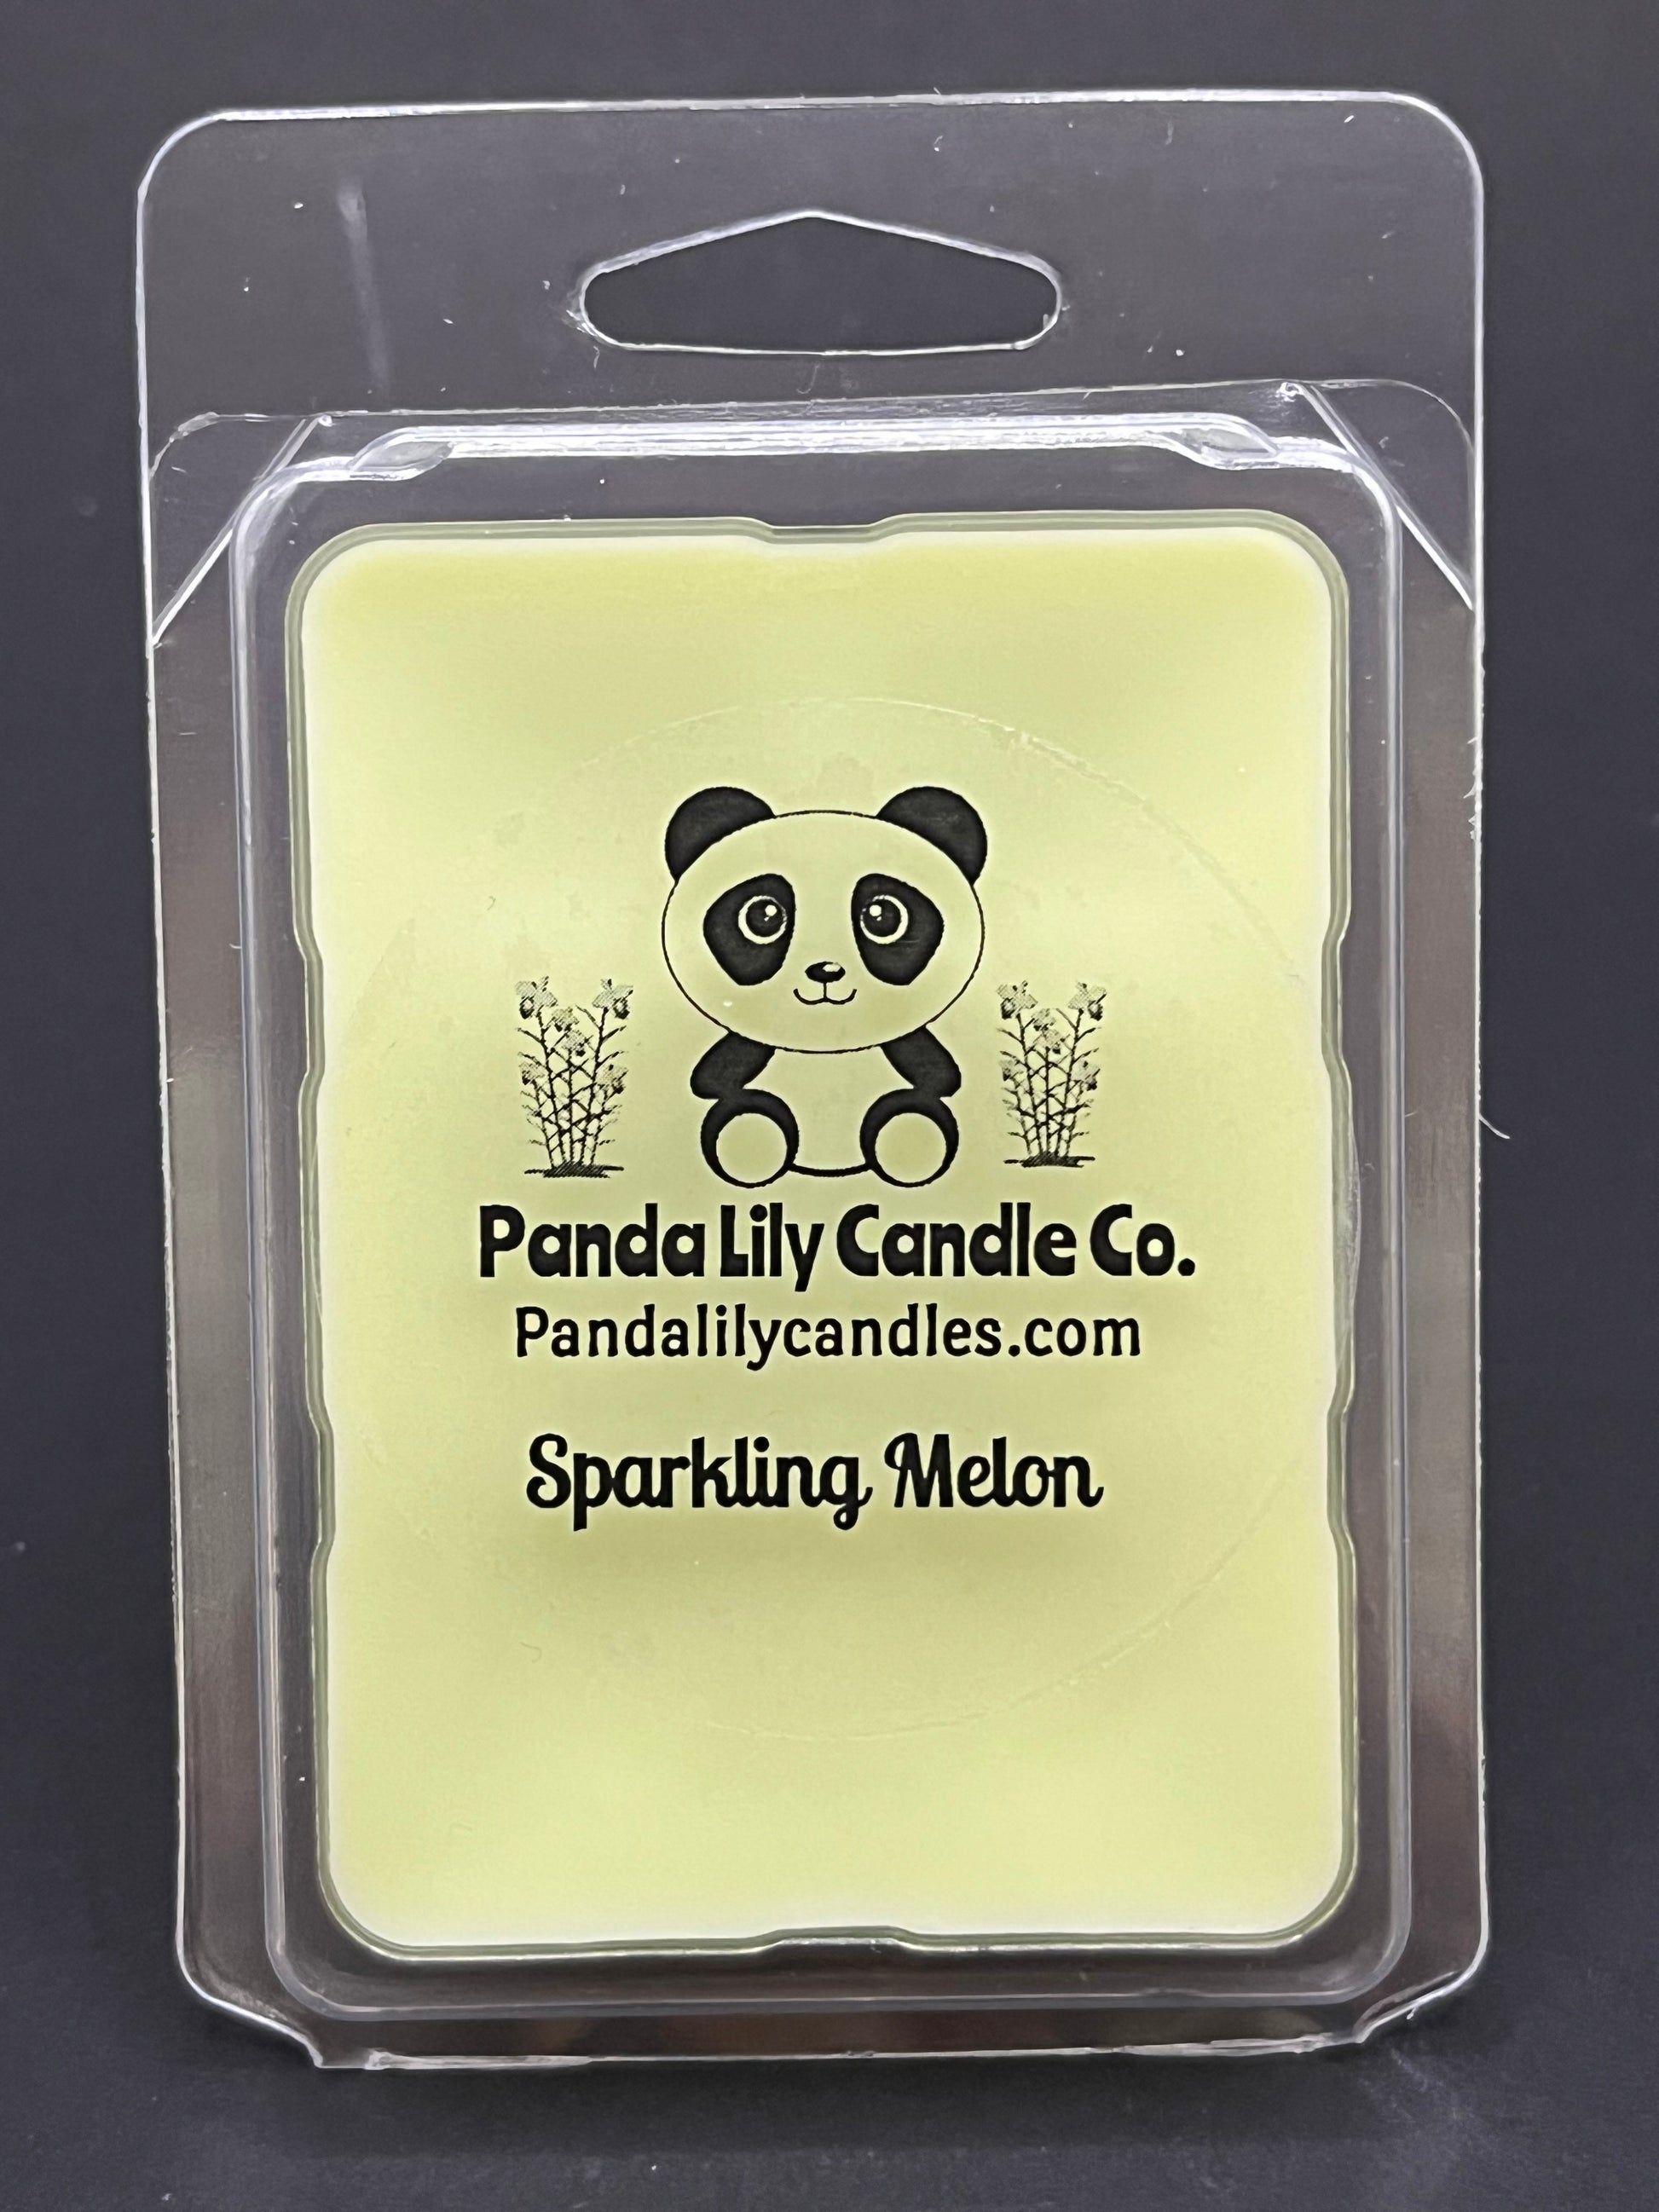 Panda Lily Candle Co.
Pandalilycandles.com
Sparkling Melon